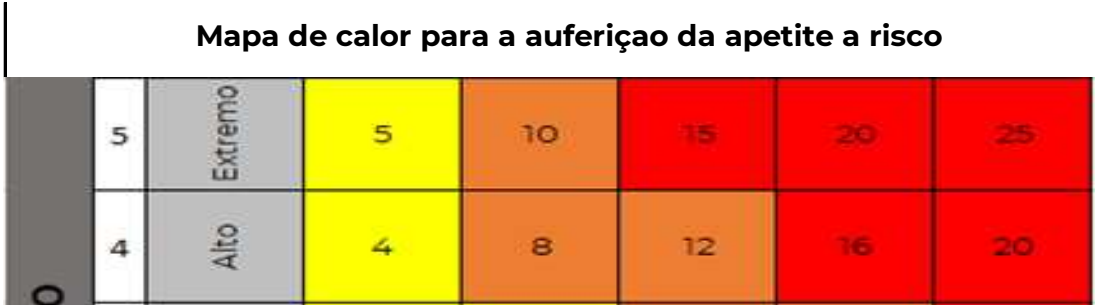 Mapa de calor para a auferiçao da apetite a risco
5 Extremo 5 10 15 20 25
4 Alto 4 8 12 16 20